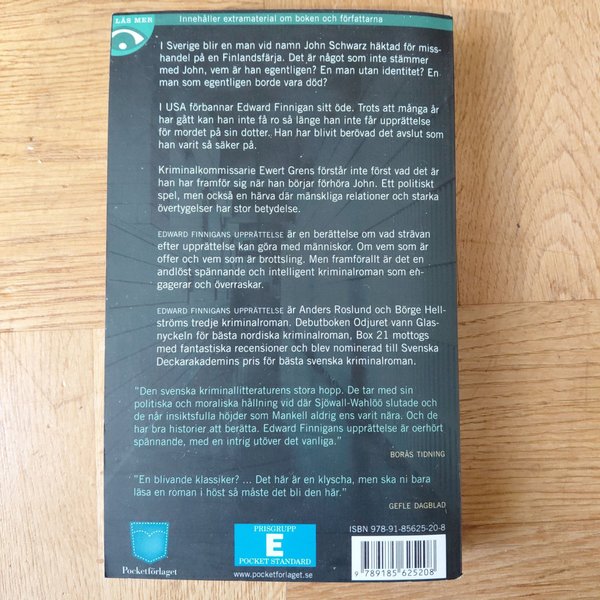 LÄS MER
Innehåller extramaterial om boken och författarna
I Sverige blir en man vid namn John Schwarz häktad för miss-
handel på en Finlandsfärja. Det är något som inte stämmer
med John, vem är han egentligen? En man utan identitet? En
man som egentligen borde vara död?
I USA förbannar Edward Finnigan sitt öde. Trots att många år
har gått kan han inte få ro så länge han inte får upprättelse
för mordet på sin dotter. Han har blivit berövad det avslut som
han varit så säker på.
Kriminalkommissarie Ewert Grens förstår inte först vad det är
han har framför sig när han börjar förhöra John. Ett politiskt
spel, men också en härva där mänskliga relationer och starka
övertygelser har stor betydelse.
EDWARD FINNIGANS UPPRÄTTELSE är en berättelse om vad strävan
efter upprättelse kan göra med människor. Om vem som är
offer och vem som är brottsling. Men framförallt är det en
andlöst spännande och intelligent kriminalroman som en-
gagerar och överraskar.
EDWARD FINNIGANS UPPRÄTTELSE är Anders Roslund och Börge Hell-
ströms tredje kriminalroman. Debutboken Odjuret vann Glas-
nyckeln för bästa nordiska kriminalroman, Box 21 mottogs
med fantastiska recensioner och blev nominerad till Svenska
Deckarakademins pris för bästa svenska kriminalroman.
"Den svenska kriminallitteraturens stora hopp. De tar med sin
politiska och moraliska hållning vid där Sjöwall-Wahlöö slutade och
de når insiktsfulla höjder som Mankell aldrig ens varit nära. Och de
har bra historier att berätta. Edward Finnigans upprättelse är oerhört
spännande, med en intrig utöver det vanliga."
BORÅS TIDNING
"En blivande klassiker? ... Det här är en klyscha, men ska ni bara
läsa en roman i höst så måste det bli den här."
GEFLE DAGBLAD
ISBN 978-91-85625-20-8
Pocketförlaget
PRISGRUPP
E
POCKET STANDARD
www.pocketforlaget.se
9 789185 625208